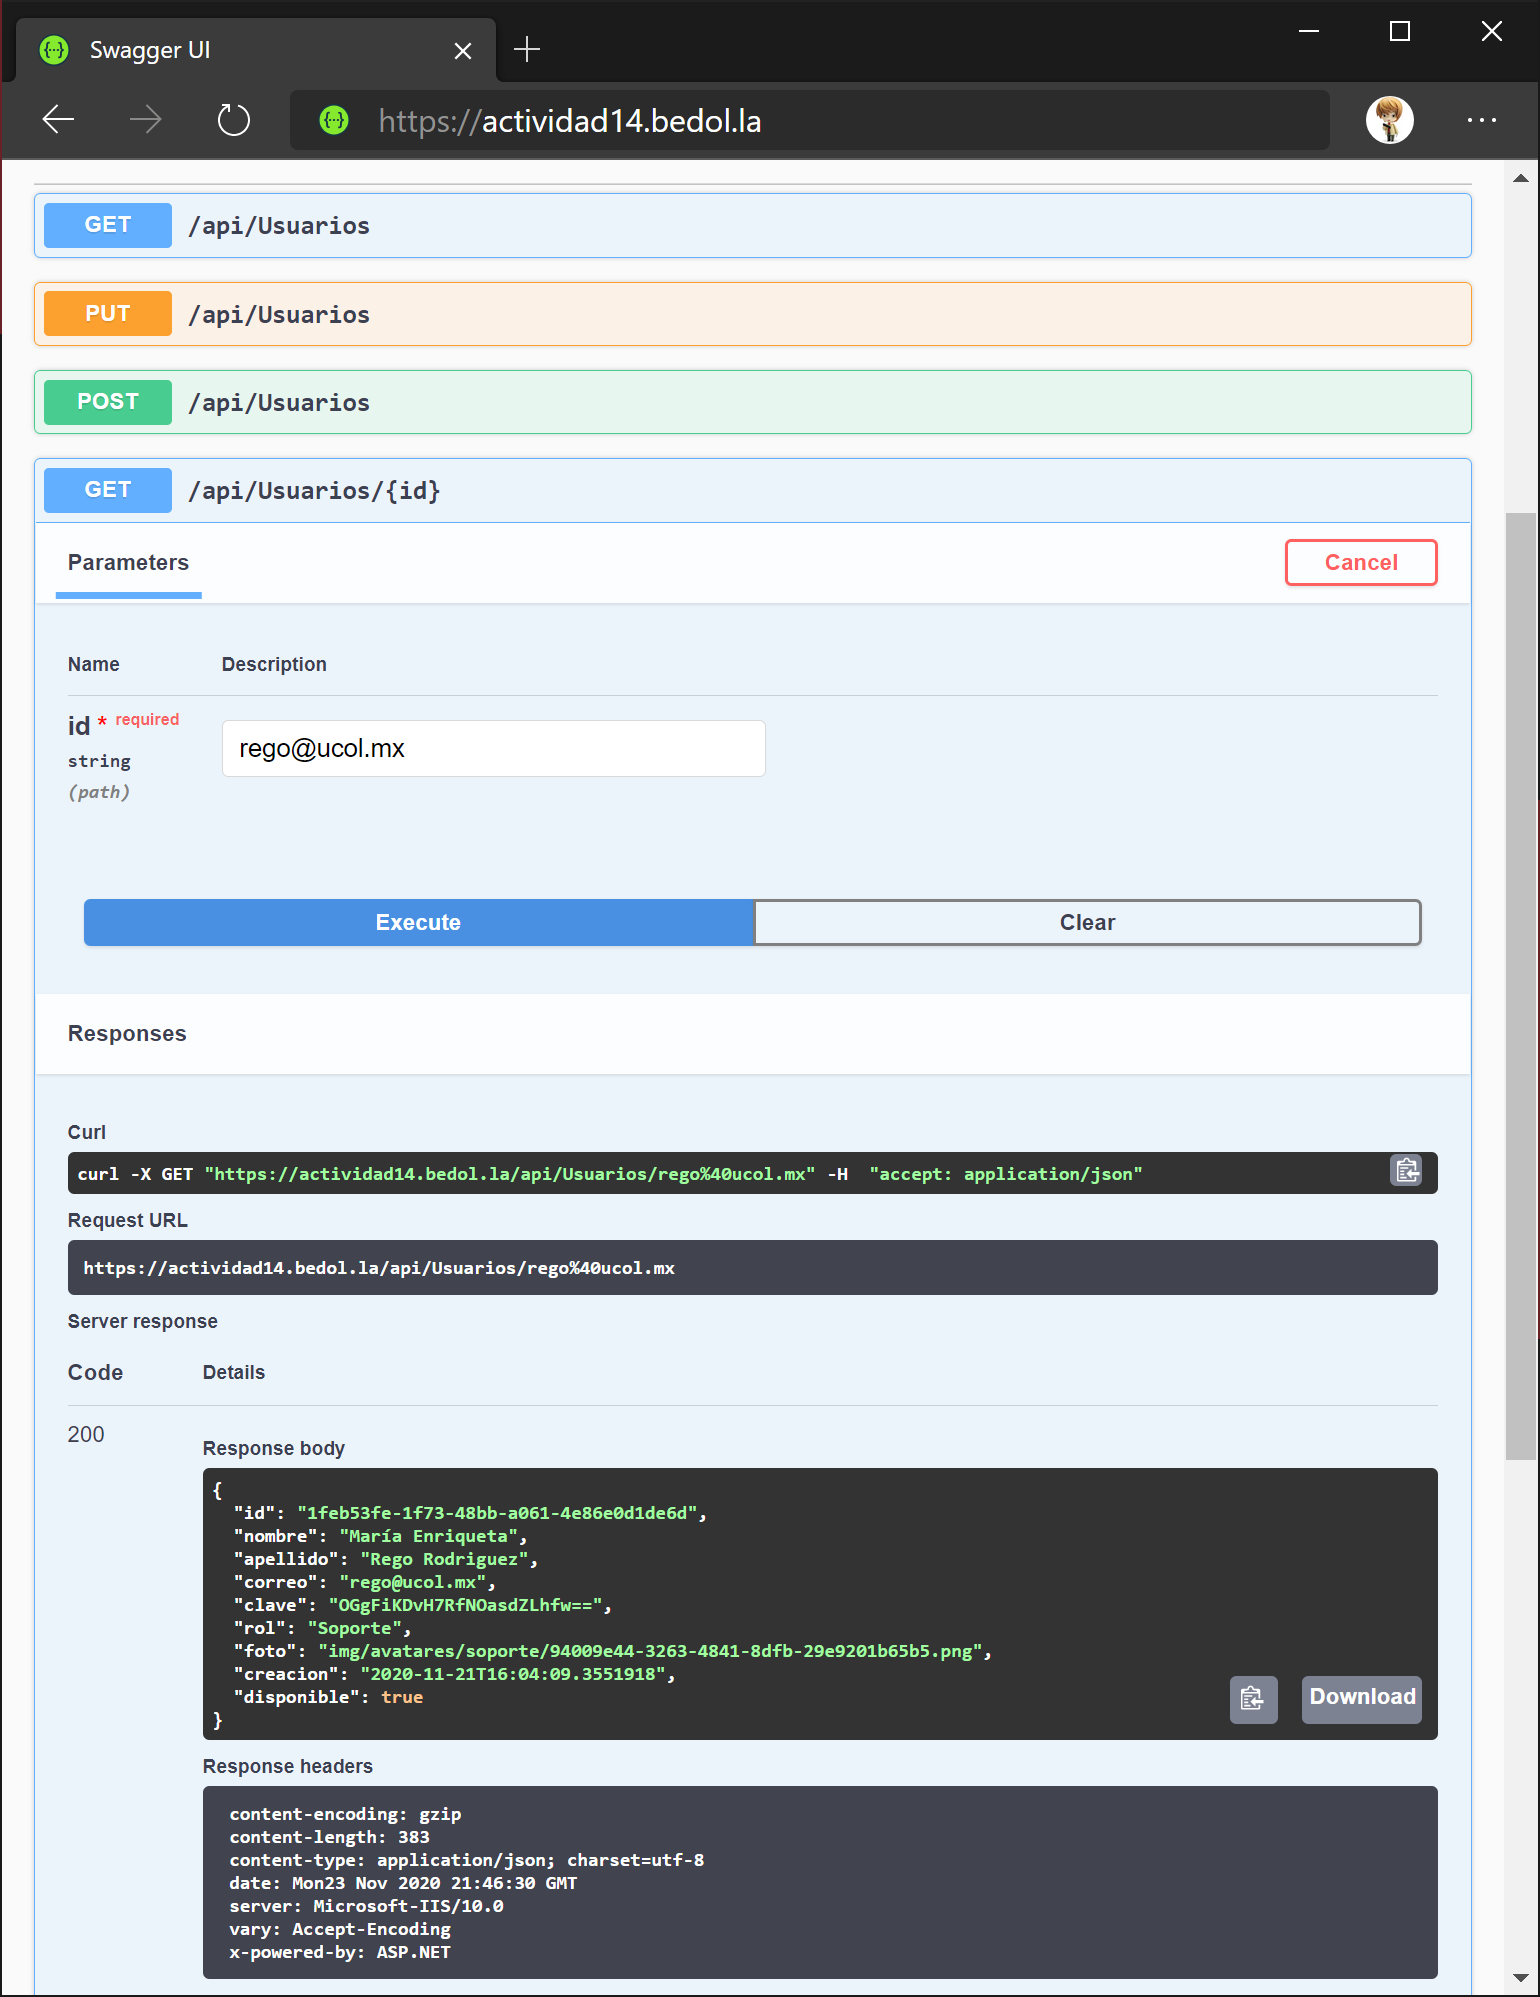 Swagger UI
https://actividad14.bedol.la
GET /api/Usuarios
PUT /api/Usuarios
POST /api/Usuarios
GET /api/Usuarios/{id}
Parameters Cancel
Name Description
id * required
string
(path)
rego@ucol.mx
Execute Clear
Responses
Curl
curl -X GET "https://actividad14.bedol.la/api/Usuarios/rego%40ucol.mx" -H  "accept: application/json"
Request URL
https://actividad14.bedol.la/api/Usuarios/rego%40ucol.mx
Server response
Code Details
200
Response body
{
  "id": "1feb53fe-1f73-48bb-a061-4e86e0d1de6d",
  "nombre": "María Enriqueta",
  "apellido": "Rego Rodriguez",
  "correo": "rego@ucol.mx",
  "clave": "OGgFiKDvH7RfNOasdZLhfw==",
  "rol": "Soporte",
  "foto": "img/avatares/soporte/94009e44-3263-4841-8dfb-29e9201b65b5.png",
  "creacion": "2020-11-21T16:04:09.3551918",
  "disponible": true
}
Download
Response headers
content-encoding: gzip
content-length: 383
content-type: application/json; charset=utf-8
date: Mon23 Nov 2020 21:46:30 GMT
server: Microsoft-IIS/10.0
vary: Accept-Encoding
x-powered-by: ASP.NET